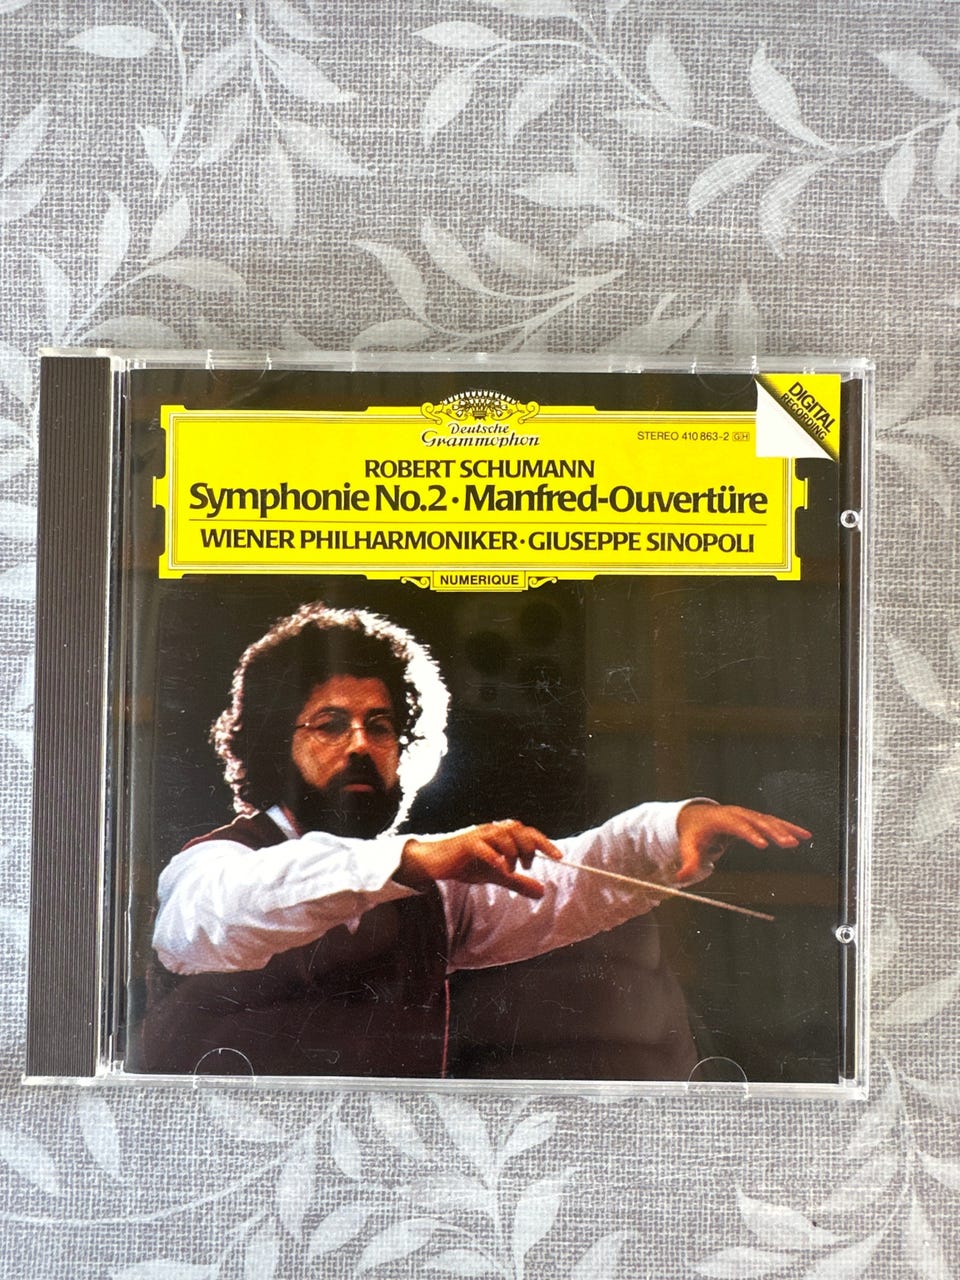 DIGITAL
RECORDING
Deutsche
Grammophon
STEREO 410 863-2 GH
ROBERT SCHUMANN
Symphonie No.2 · Manfred-Ouvertüre
WIENER PHILHARMONIKER · GIUSEPPE SINOPOLI
NUMERIQUE